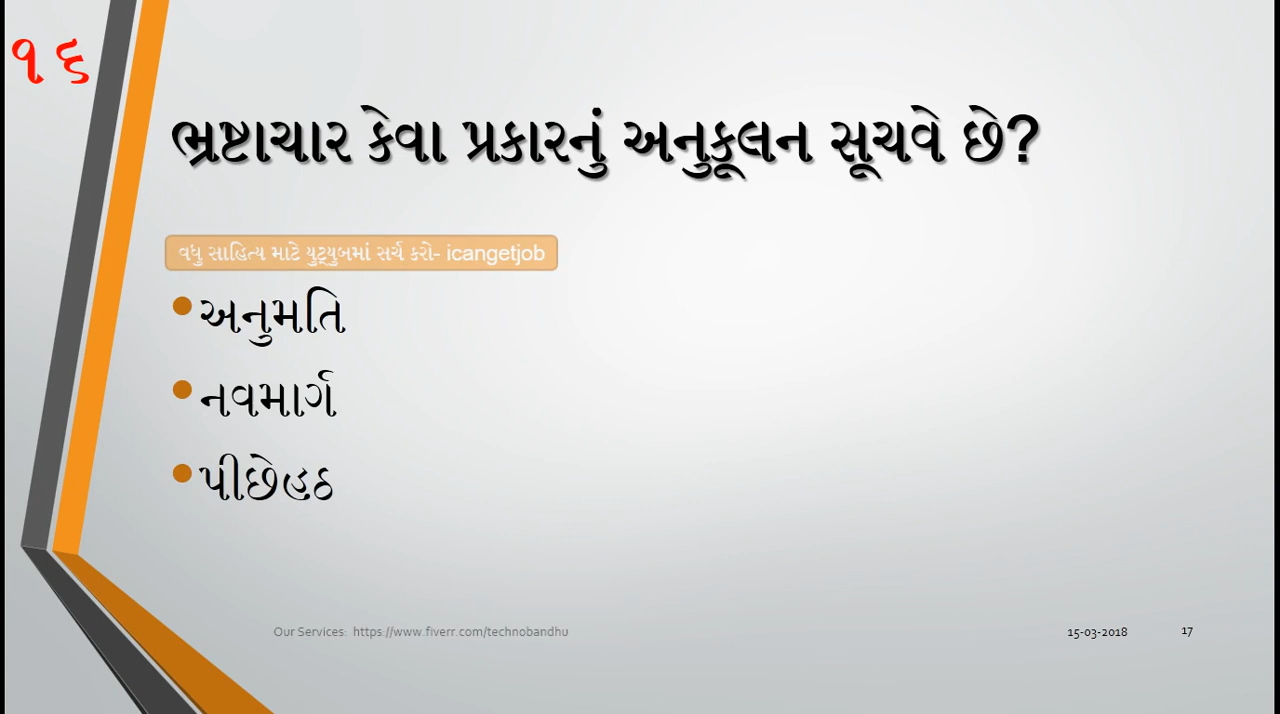 ૧૬
ભ્રષ્ટાચાર કેવા પ્રકારનું અનુકૂલન સૂચવે છે?
વધુ સાહિત્ય માટે યુટ્યુબમાં સર્ચ કરો- icangetjob
•અનુમતિ
•નવમાર્ગ
•પીછેહઠ
Our Services: https://www.fiverr.com/technobandhu 15-03-2018 17